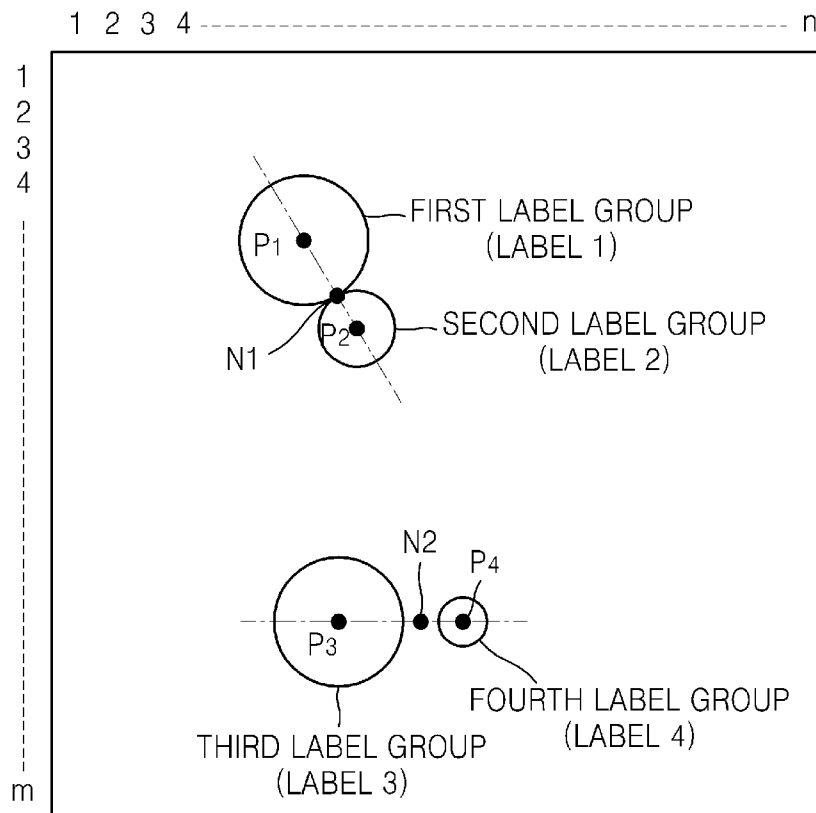 1 2 3 4 n
1
2
3
4
m
P1
FIRST LABEL GROUP
(LABEL 1)
P2
SECOND LABEL GROUP
(LABEL 2)
N1
N2
P4
P3
FOURTH LABEL GROUP
(LABEL 4)
THIRD LABEL GROUP
(LABEL 3)